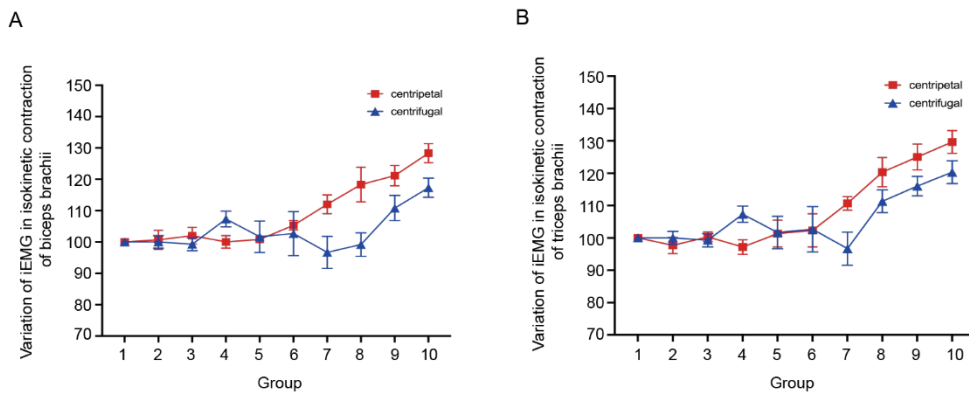 A
Variation of iEMG in isokinetic contraction
of biceps brachii
150
140
130
120
110
100
90
80
70
centripetal
centrifugal
1 2 3 4 5 6 7 8 9 10
Group
B
Variation of iEMG in isokinetic contraction
of triceps brachii
150
140
130
120
110
100
90
80
70
centripetal
centrifugal
1 2 3 4 5 6 7 8 9 10
Group